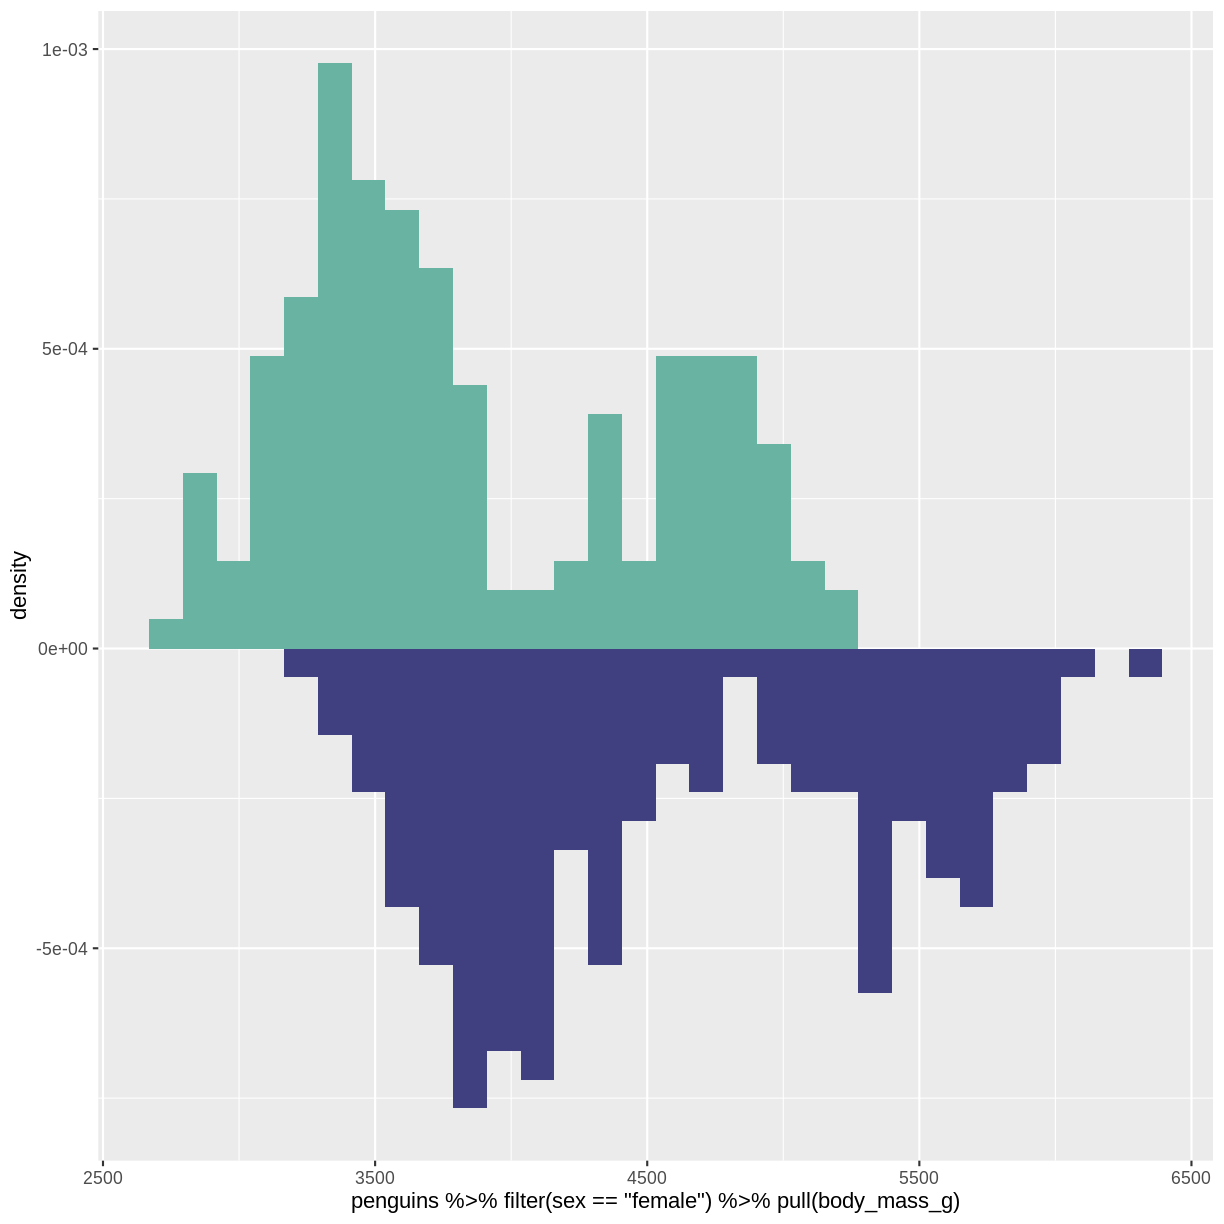 1e-03
5e-04
0e+00
-5e-04
density
2500 3500 4500 5500 6500
penguins %>% filter(sex == "female") %>% pull(body_mass_g)